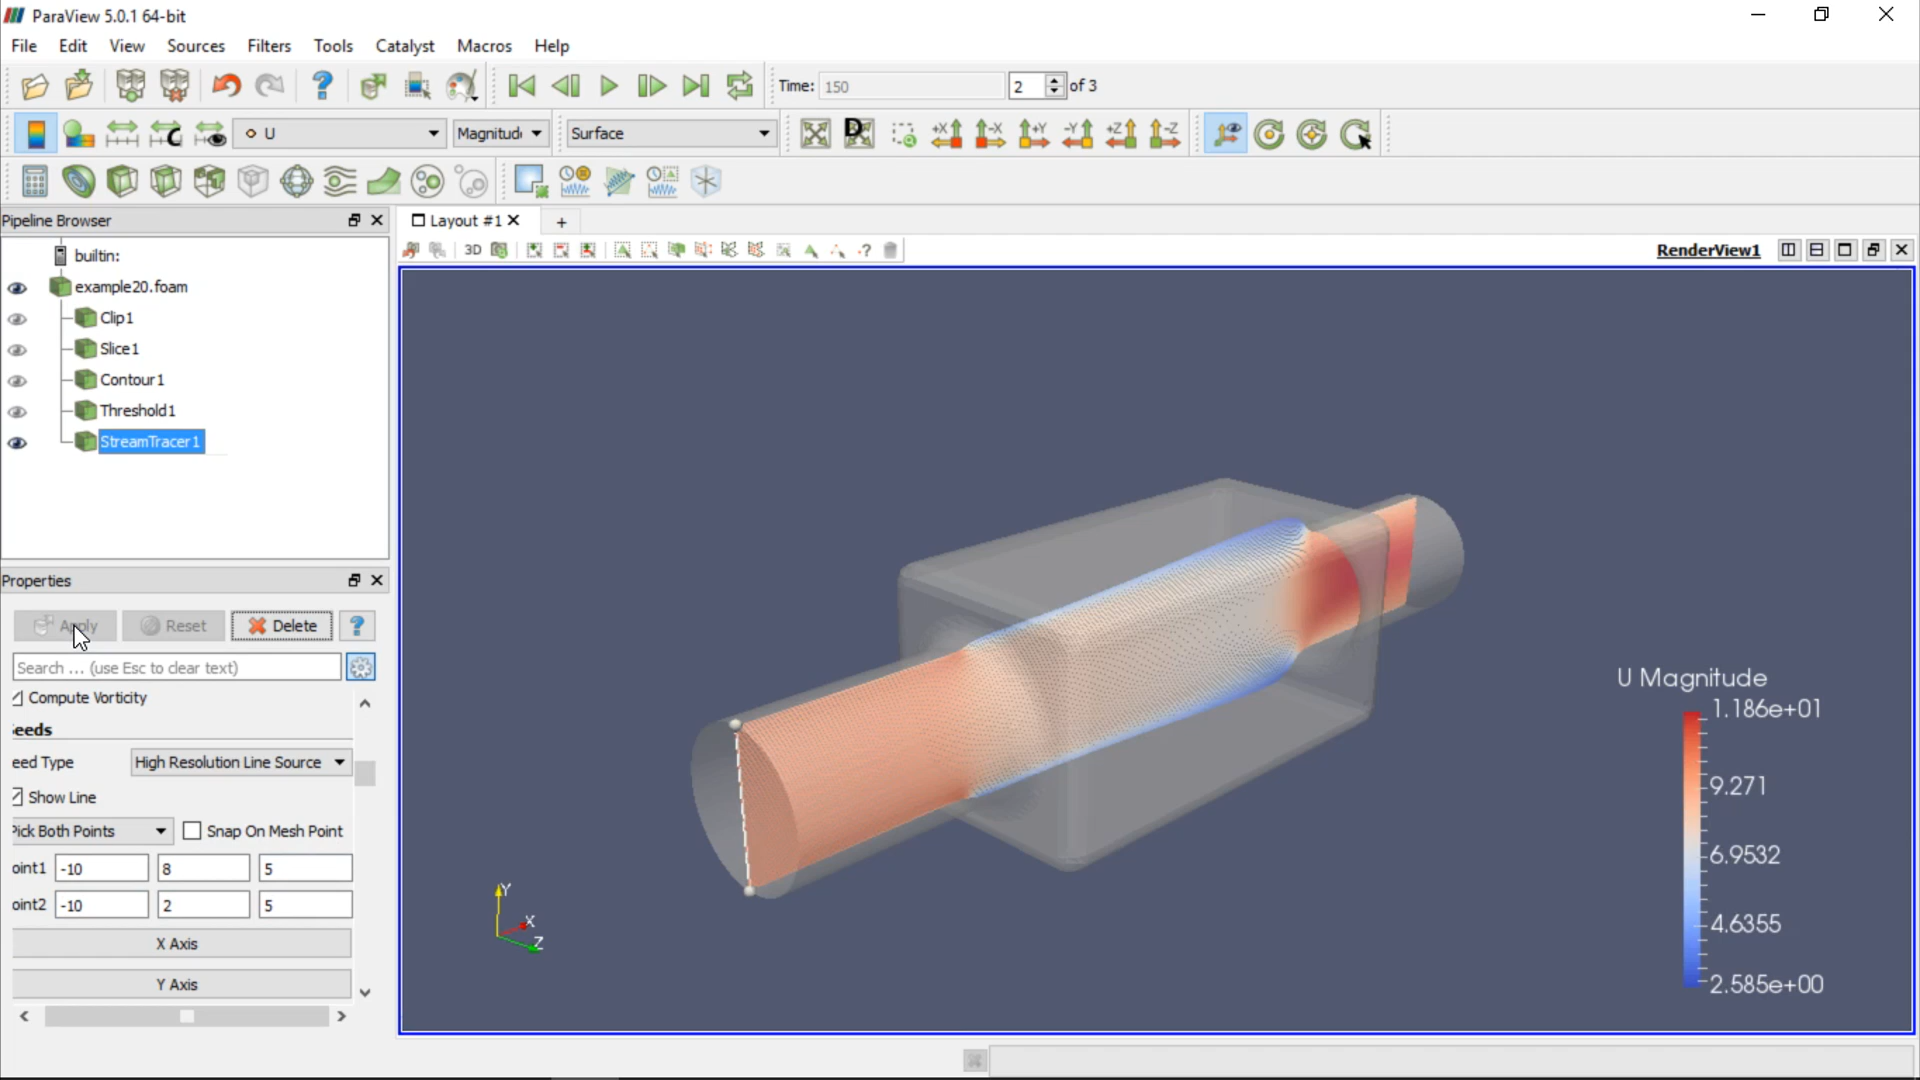 ParaView 5.0.1 64-bit
File Edit View Sources Filters Tools Catalyst Macros Help
Time: 150 2 of 3
U Magnitud Surface
+X -X +Y -Y +Z -Z
Pipeline Browser
Layout #1 +
builtin:
3D
RenderView1
example20.foam
Clip1
Slice1
Contour1
Threshold1
StreamTracer1
Properties
Apply Reset Delete ?
Search ... (use Esc to clear text)
Compute Vorticity
eeds
eed Type High Resolution Line Source
Show Line
Pick Both Points Snap On Mesh Point
oint1 -10 8 5
oint2 -10 2 5
X Axis
Y Axis
Y
X
Z
U Magnitude
1.186e+01
9.271
6.9532
4.6355
2.585e+00